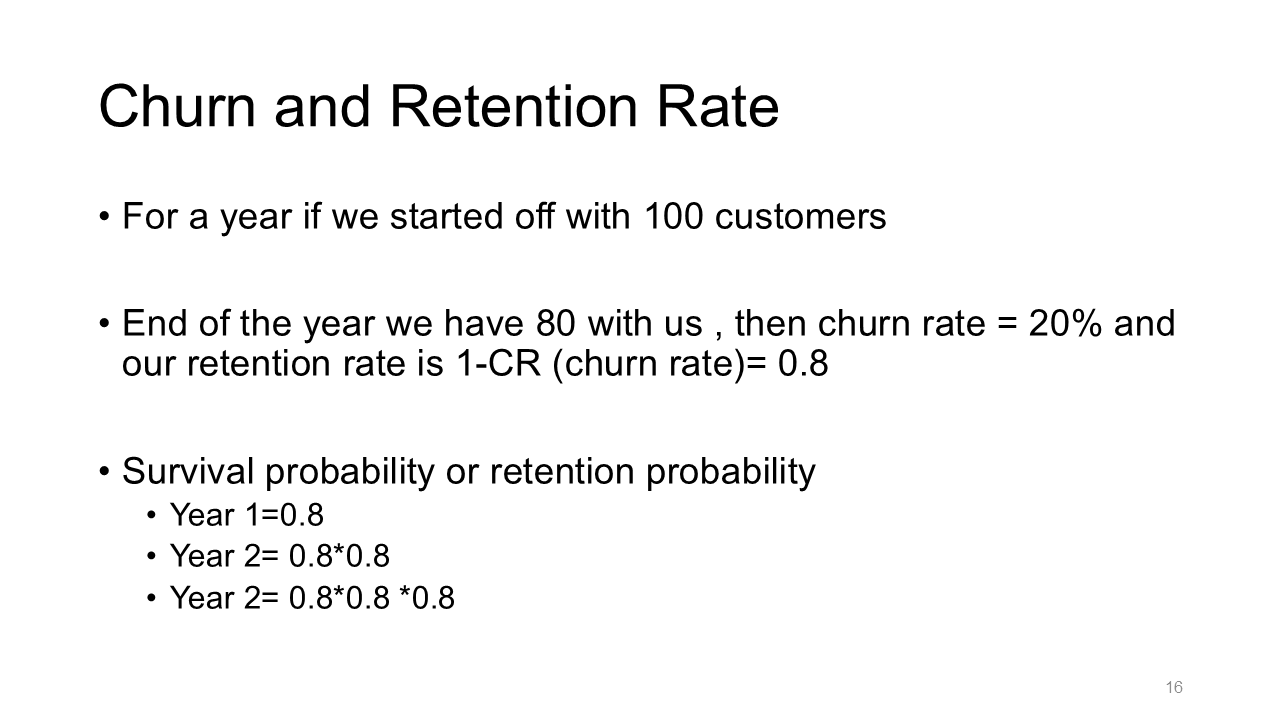 Churn and Retention Rate
• For a year if we started off with 100 customers
• End of the year we have 80 with us , then churn rate = 20% and
our retention rate is 1-CR (churn rate)= 0.8
• Survival probability or retention probability
• Year 1=0.8
• Year 2= 0.8*0.8
• Year 2= 0.8*0.8 *0.8
16